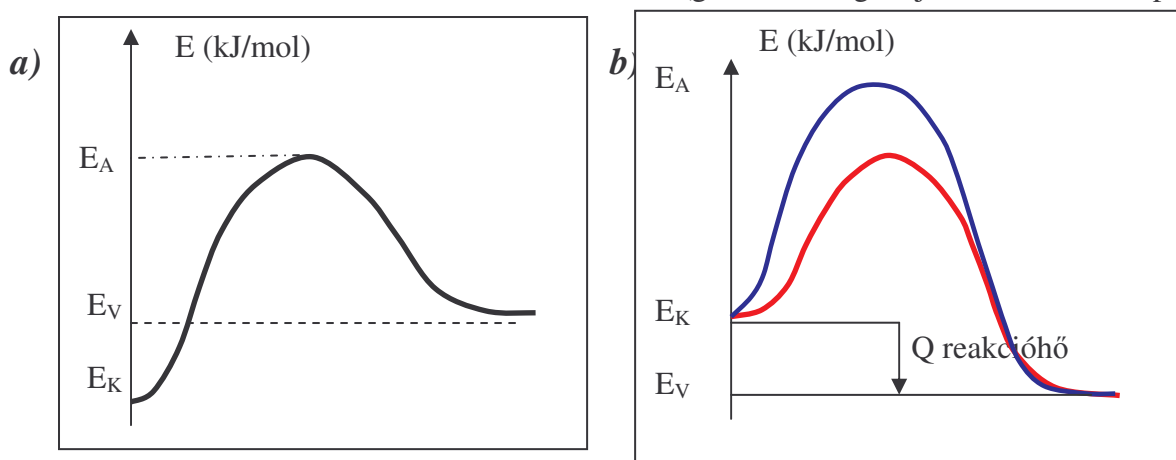 a)
E (kJ/mol)
E_A
E_V
E_K
b)
E (kJ/mol)
E_A
E_K
Q reakcióhő
E_V